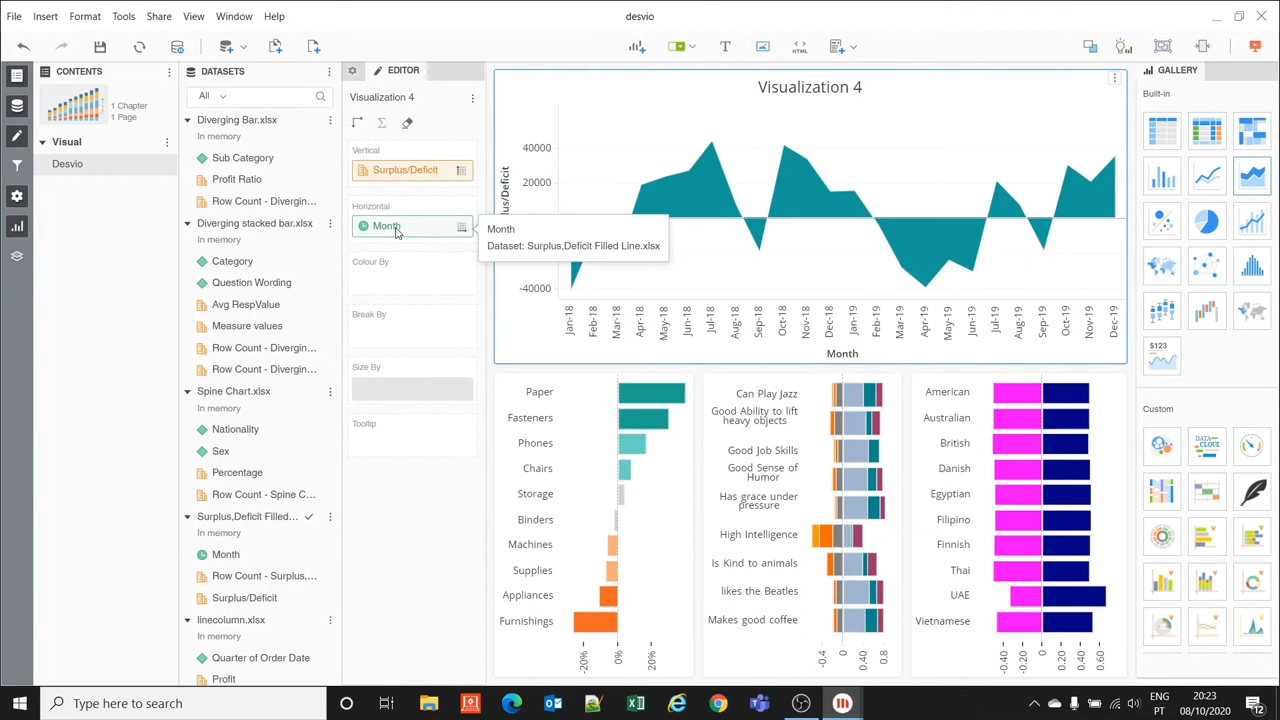 File Insert Format Tools Share View Window Help
desvio
CONTENTS
1 Chapter
1 Page
Visual
Desvio
DATASETS
All
Diverging Bar.xlsx
In memory
Sub Category
Profit Ratio
Row Count - Divergin...
Diverging stacked bar.xlsx
In memory
Category
Question Wording
Avg RespValue
Measure values
Row Count - Divergin...
Row Count - Divergin...
Spine Chart.xlsx
In memory
Nationality
Sex
Percentage
Row Count - Spine C...
Surplus,Deficit Filled...
In memory
Month
Row Count - Surplus,...
Surplus/Deficit
linecolumn.xlsx
In memory
Quarter of Order Date
Profit
EDITOR
Visualization 4
Vertical
Surplus/Deficit
Horizontal
Month
Colour By
Break By
Size By
Tooltip
Month
Dataset: Surplus,Deficit Filled Line.xlsx
Visualization 4
40000
20000
-40000
plus/Deficit
Jan-18 Feb-18 Mar-18 Apr-18 May-18 Jun-18 Jul-18 Aug-18 Sep-18 Oct-18 Nov-18 Dec-18 Jan-19 Feb-19 Mar-19 Apr-19 May-19 Jun-19 Jul-19 Aug-19 Sep-19 Oct-19 Nov-19 Dec-19
Month
Paper
Fasteners
Phones
Chairs
Storage
Binders
Machines
Supplies
Appliances
Furnishings
-20% 0% 20%
Can Play Jazz
Good Ability to lift
heavy objects
Good Job Skills
Good Sense of
Humor
Has grace under
pressure
High Intelligence
Is Kind to animals
likes the Beatles
Makes good coffee
-0.4 0 0.40 0.8
American
Australian
British
Danish
Egyptian
Filipino
Finnish
Thai
UAE
Vietnamese
-0.40 -0.20 0 0.20 0.40 0.60
GALLERY
Built-in
$123
Custom
DATA
CLOUD
Type here to search
ENG
PT
20:23
08/10/2020